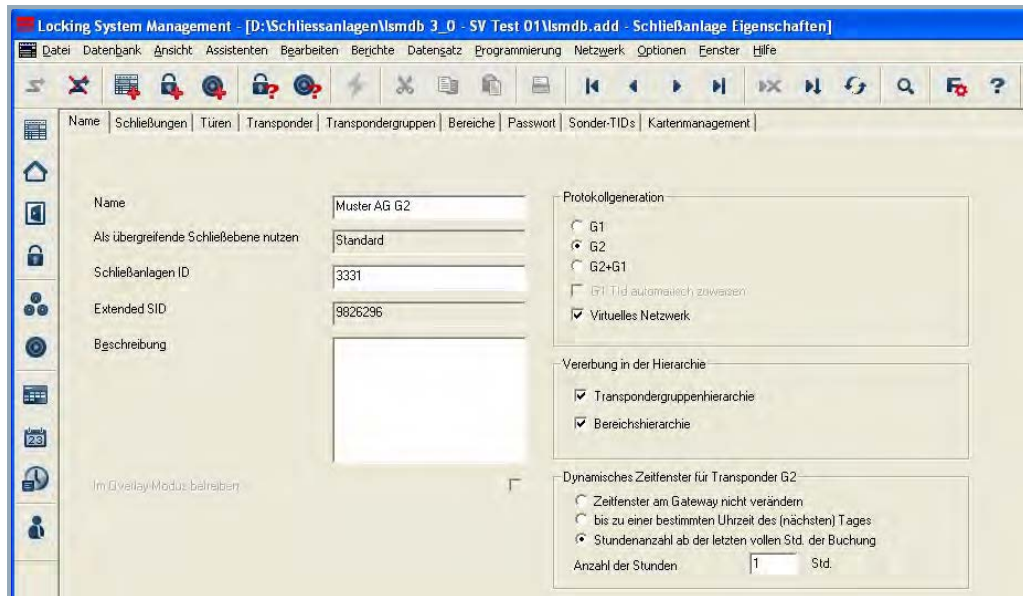 Locking System Management - [D:\Schliessanlagen\lsmdb 3_0 - SV Test 01\lsmdb.add - Schließanlage Eigenschaften]
Datei Datenbank Ansicht Assistenten Bearbeiten Berichte Datensatz Programmierung Netzwerk Optionen Fenster Hilfe
Name Schließungen Türen Transponder Transpondergruppen Bereiche Passwort Sonder-TIDs Kartenmanagement
Name Muster AG G2
Als übergreifende Schließebene nutzen Standard
Schließanlagen ID 3331
Extended SID 9826296
Beschreibung
Im Overlay Modus betreiben
Protokollgeneration
G1
G2
G2+G1
G1 TId automatisch zuweisen
Virtuelles Netzwerk
Vererbung in der Hierarchie
Transpondergruppenhierarchie
Bereichshierarchie
Dynamisches Zeitfenster für Transponder G2
Zeitfenster am Gateway nicht verändern
bis zu einer bestimmten Uhrzeit des (nächsten) Tages
Stundenanzahl ab der letzten vollen Std. der Buchung
Anzahl der Stunden 1 Std.
23